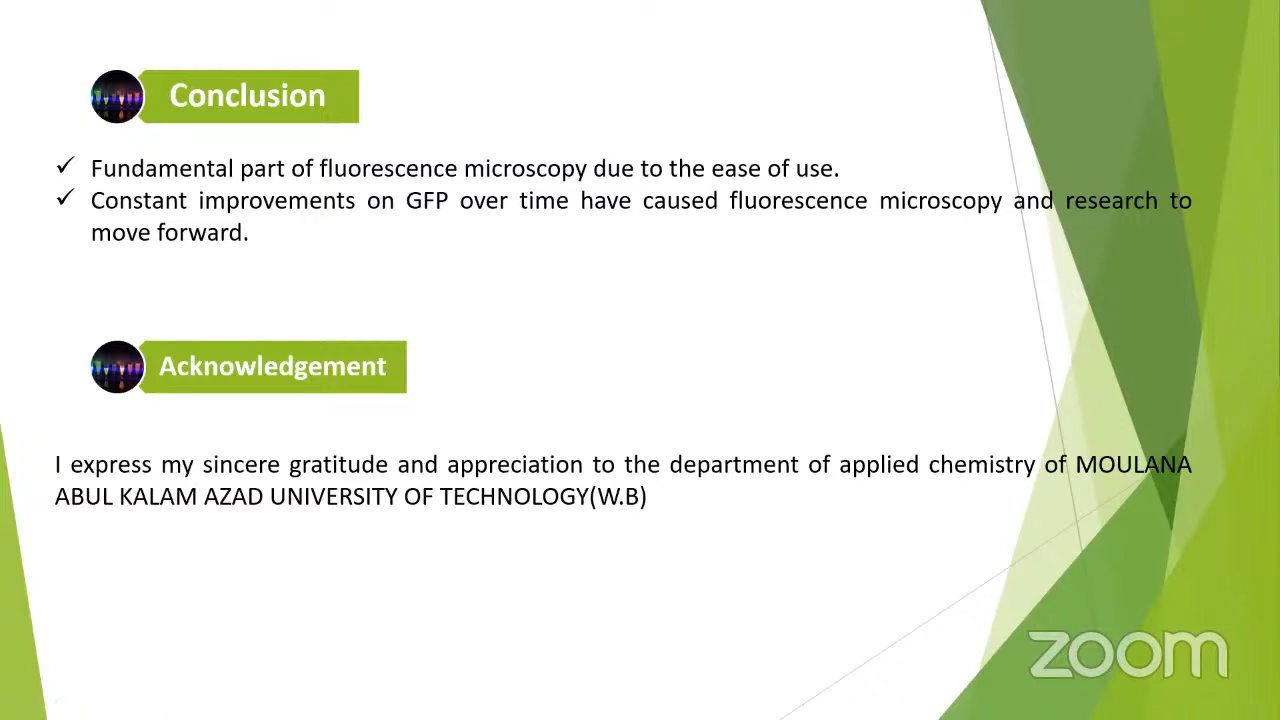 Conclusion
✓ Fundamental part of fluorescence microscopy due to the ease of use.
✓ Constant improvements on GFP over time have caused fluorescence microscopy and research to
move forward.
Acknowledgement
I express my sincere gratitude and appreciation to the department of applied chemistry of MOULANA
ABUL KALAM AZAD UNIVERSITY OF TECHNOLOGY(W.B)
zoom